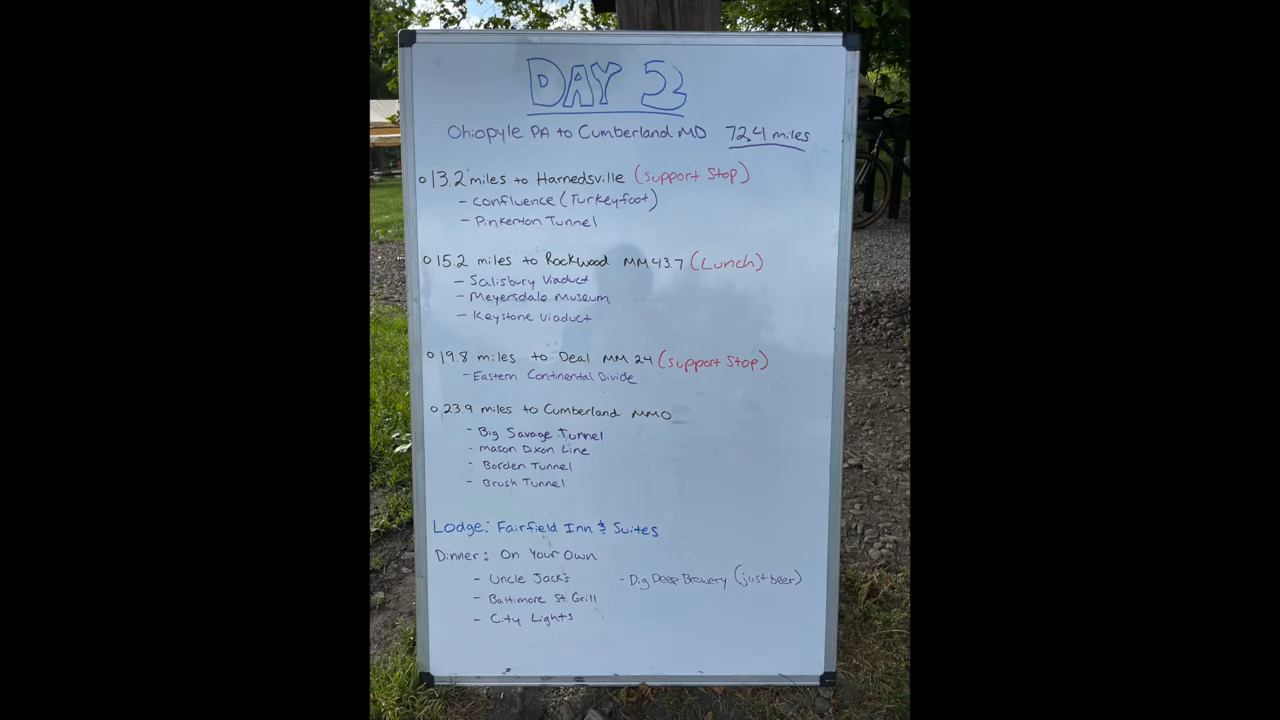 DAY 2
Ohiopyle PA to Cumberland MD 72.4 miles
13.2 miles to Harnedsville (Support Stop)
- Confluence (Turkeyfoot)
- Pinkerton Tunnel
15.2 miles to Rockwood MM 43.7 (Lunch)
- Salisbury Viaduct
- Meyersdale Museum
- Keystone Viaduct
19.8 miles to Deal MM 24 (Support Stop)
- Eastern Continental Divide
23.9 miles to Cumberland MM0
- Big Savage Tunnel
- Mason Dixon Line
- Borden Tunnel
- Brush Tunnel
Lodge: Fairfield Inn & Suites
Dinner: On Your Own
- Uncle Jack's - Dig Deep Brewery (just beer)
- Baltimore St. Grill
- City Lights